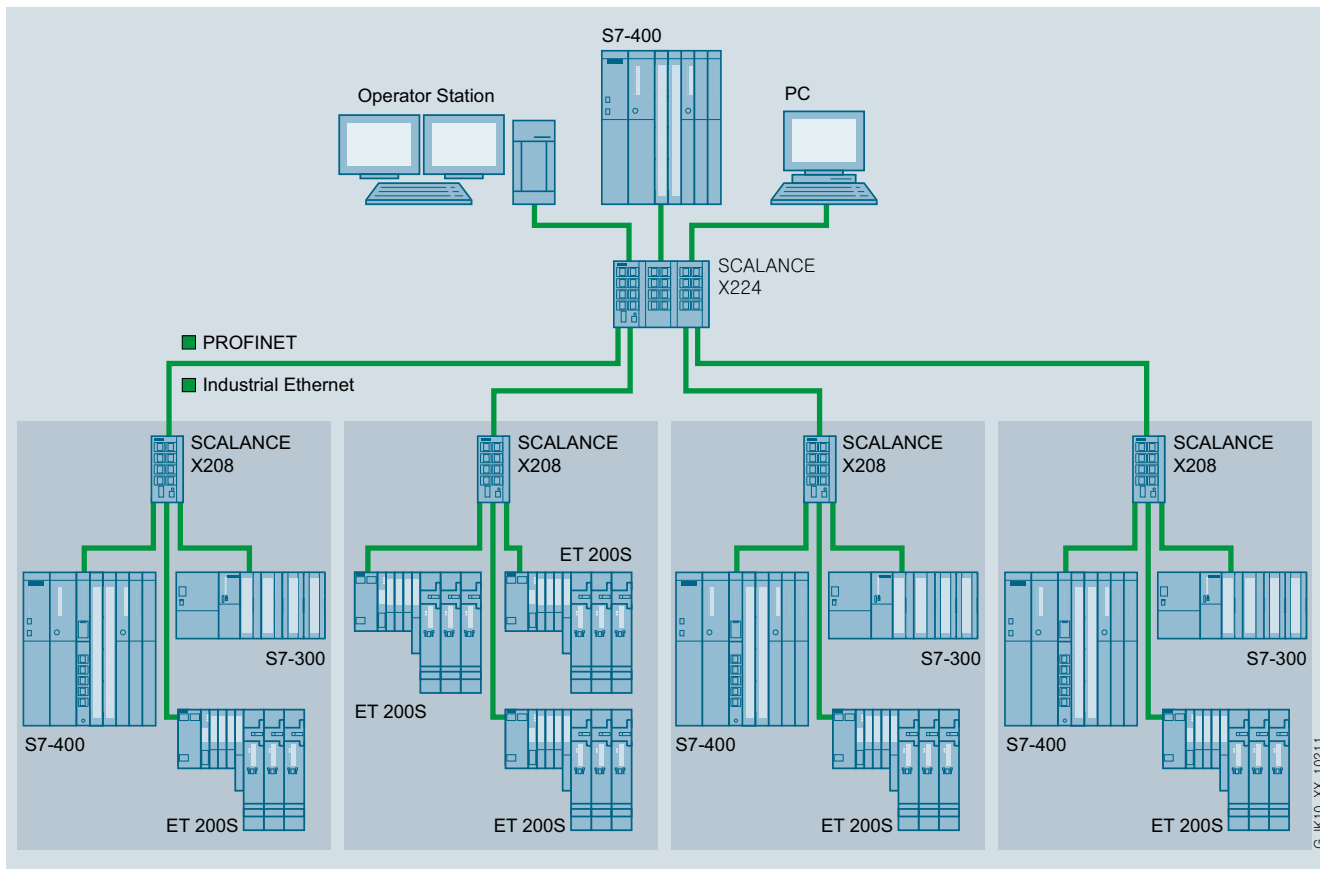 S7-400
Operator Station
PC
SCALANCE
X224
PROFINET
Industrial Ethernet
SCALANCE
X208
SCALANCE
X208
SCALANCE
X208
SCALANCE
X208
ET 200S
S7-300
ET 200S
S7-300
S7-300
S7-400
S7-400
S7-400
ET 200S
ET 200S
ET 200S
ET 200S
G_IK10_XX_10211